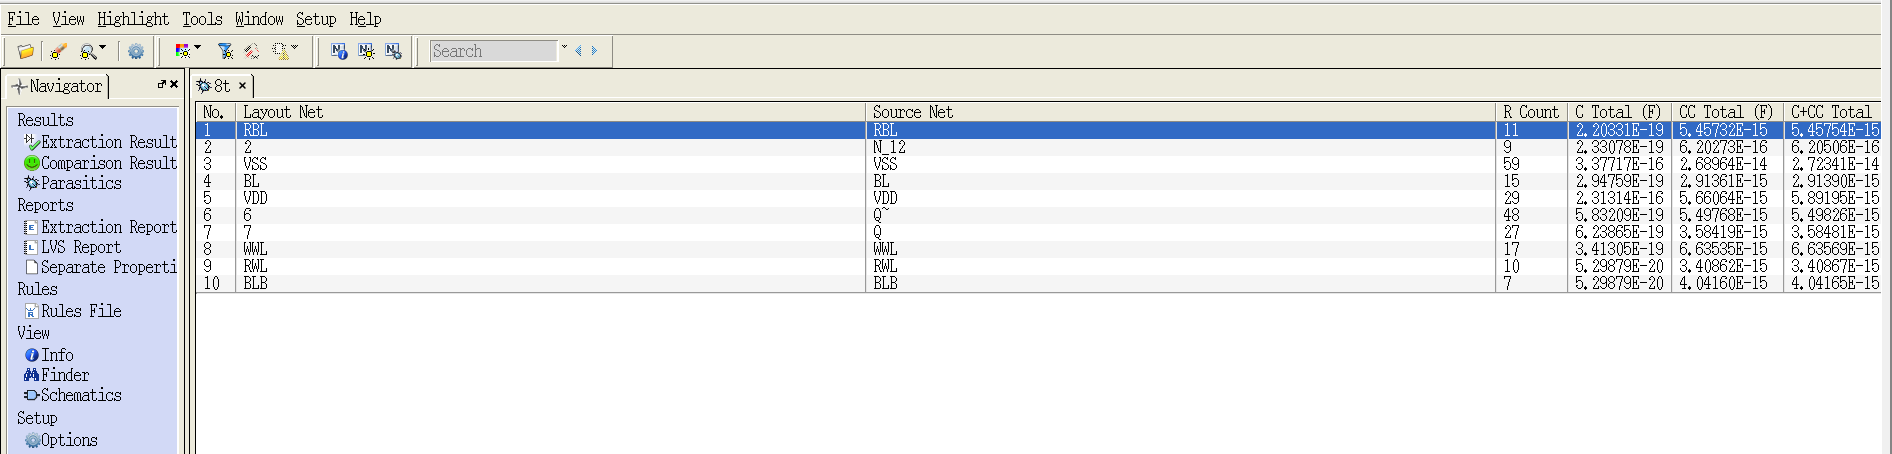 File View Highlight Tools Window Setup Help
Search
Navigator
8t
Results
Extraction Result
Comparison Result
Parasitics
Reports
Extraction Report
LVS Report
Separate Properti
Rules
Rules File
View
Info
Finder
Schematics
Setup
Options
No. Layout Net Source Net R Count C Total (F) CC Total (F) C+CC Total
1 RBL RBL 11 2.20331E-19 5.45732E-15 5.45754E-15
2 2 N_12 9 2.33078E-19 6.20273E-16 6.20506E-16
3 VSS VSS 59 3.37717E-16 2.68964E-14 2.72341E-14
4 BL BL 15 2.94759E-19 2.91361E-15 2.91390E-15
5 VDD VDD 29 2.31314E-16 5.66064E-15 5.89195E-15
6 6 Q~ 48 5.83209E-19 5.49768E-15 5.49826E-15
7 7 Q 27 6.23865E-19 3.58419E-15 3.58481E-15
8 WWL WWL 17 3.41305E-19 6.63535E-15 6.63569E-15
9 RWL RWL 10 5.29879E-20 3.40862E-15 3.40867E-15
10 BLB BLB 7 5.29879E-20 4.04160E-15 4.04165E-15